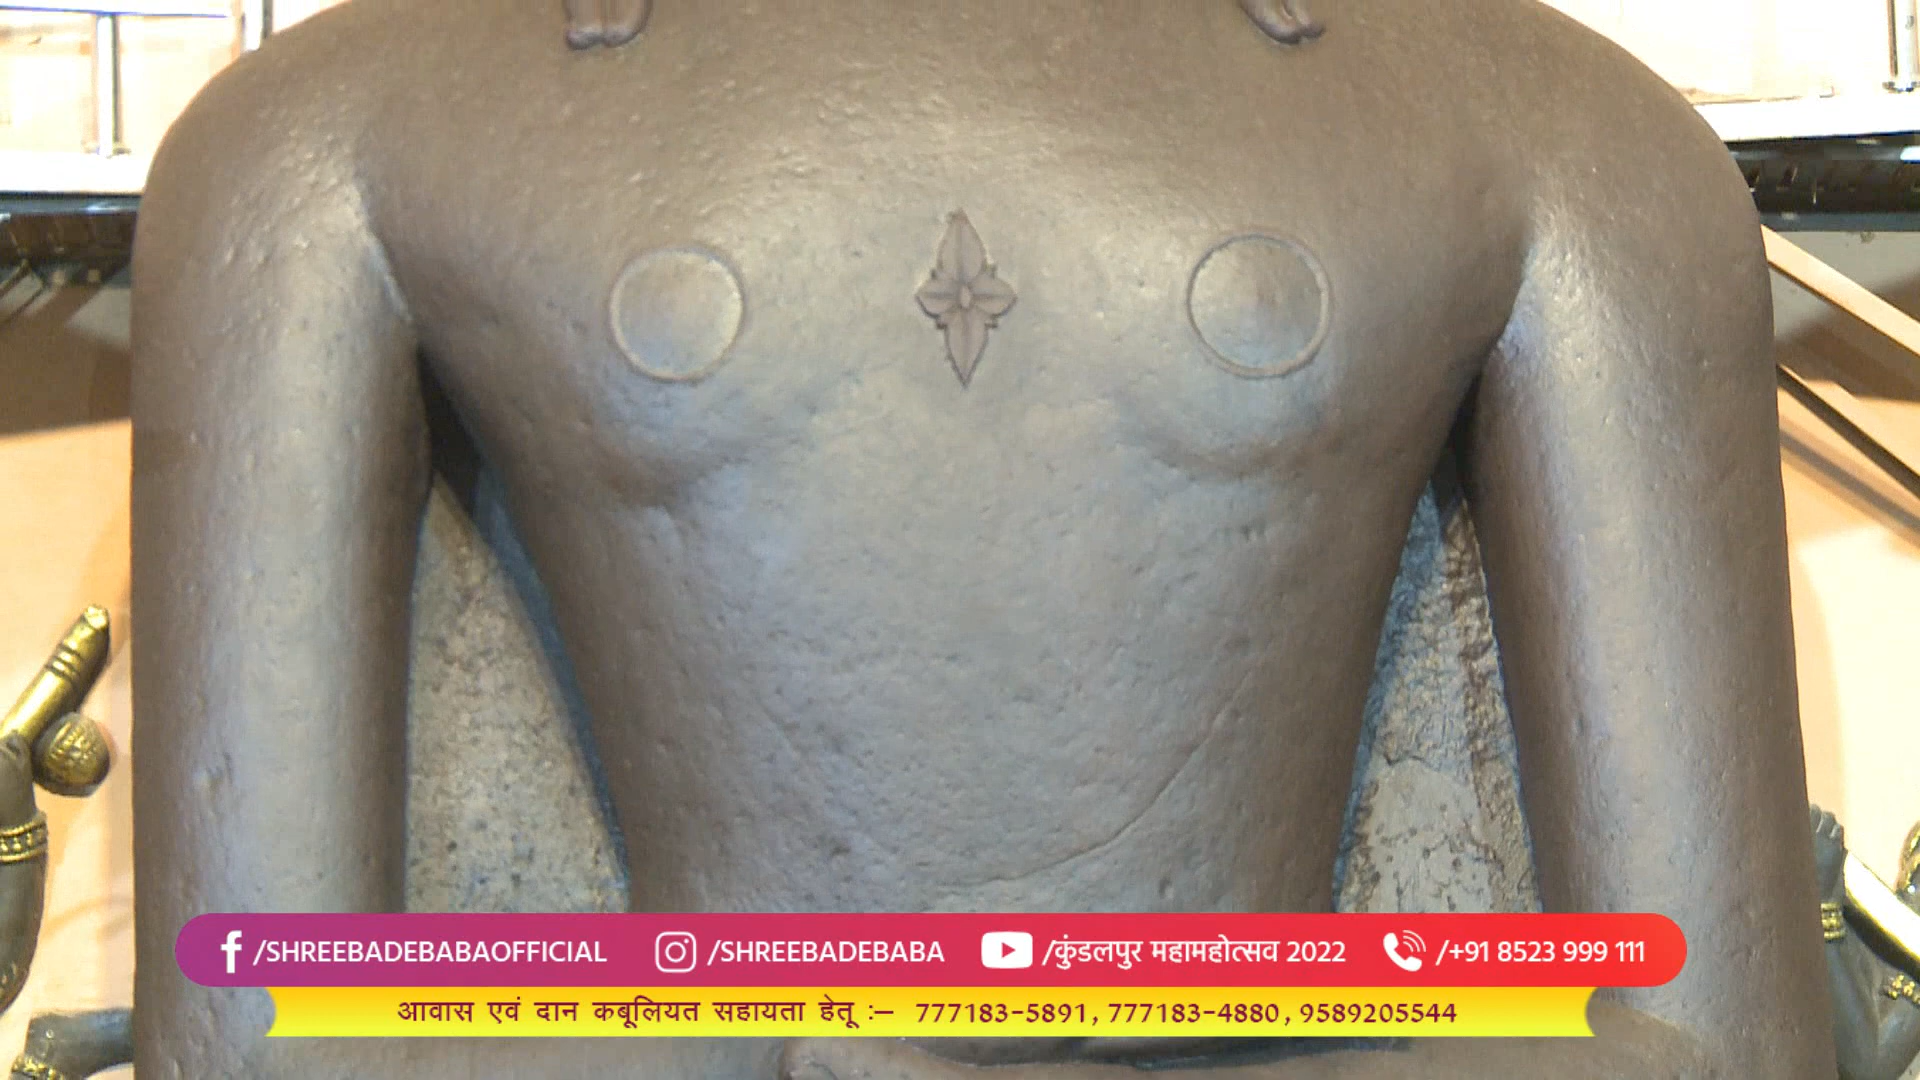 /SHREEBADEBABAOFFICIAL /SHREEBADEBABA /कुंडलपुर महामहोत्सव 2022 /+91 8523 999 111
आवास एवं दान कबूलियत सहायता हेतू :– 777183-5891, 777183-4880, 9589205544